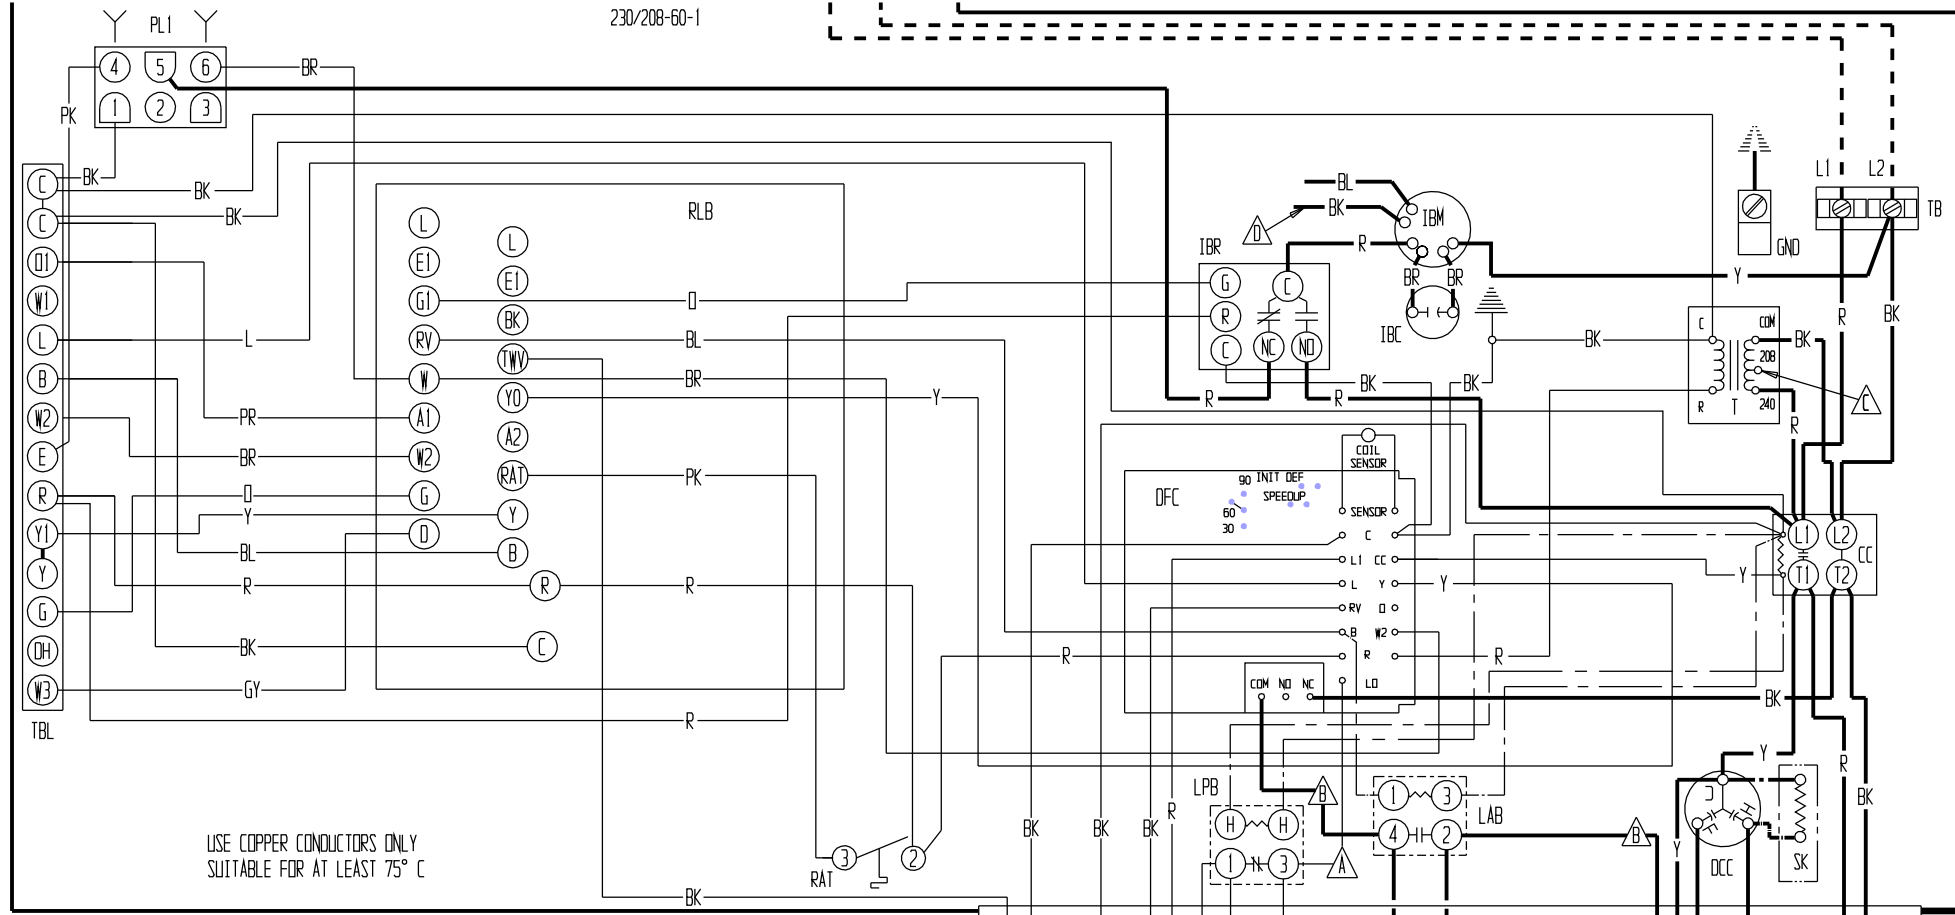 230/208-60-1
PL1
4 5 6
1 2 3
BR
PK
BK
BK
BK
C
C
O1
W1
L
B
W2
E
R
Y1
Y
G
OH
W3
TBL
L
PR
BR
O
Y
BL
R
BK
GY
RLB
L
E1
G1
RV
W
A1
W2
G
D
L
E1
BK
TWV
YO
A2
RAT
Y
B
R
C
O
BL
BR
Y
PK
R
R
BK
RAT
3 2
USE COPPER CONDUCTORS ONLY
SUITABLE FOR AT LEAST 75° C
BL
BK
D
IBM
R
BR BR
IBC
IBR
G
R
C
C
NC NO
R R
BK BK
BK
Y
GND
L1 L2
TB
R BK
C COM
208
R T 240
BK
R
C
COIL
SENSOR
DFC
90 INIT DEF
SPEEDUP
60
30
SENSOR
C
L1 CC
L Y
RV O
B W2
R
LO
COM NO NC
Y
R
R
Y
L1 L2
T1 T2
CC
BK
LPB
H H
1 3
B
A
1 3
4 2
LAB
B
BK BK BK R
Y
R
BK
Y
C
F
H
DCC
SK